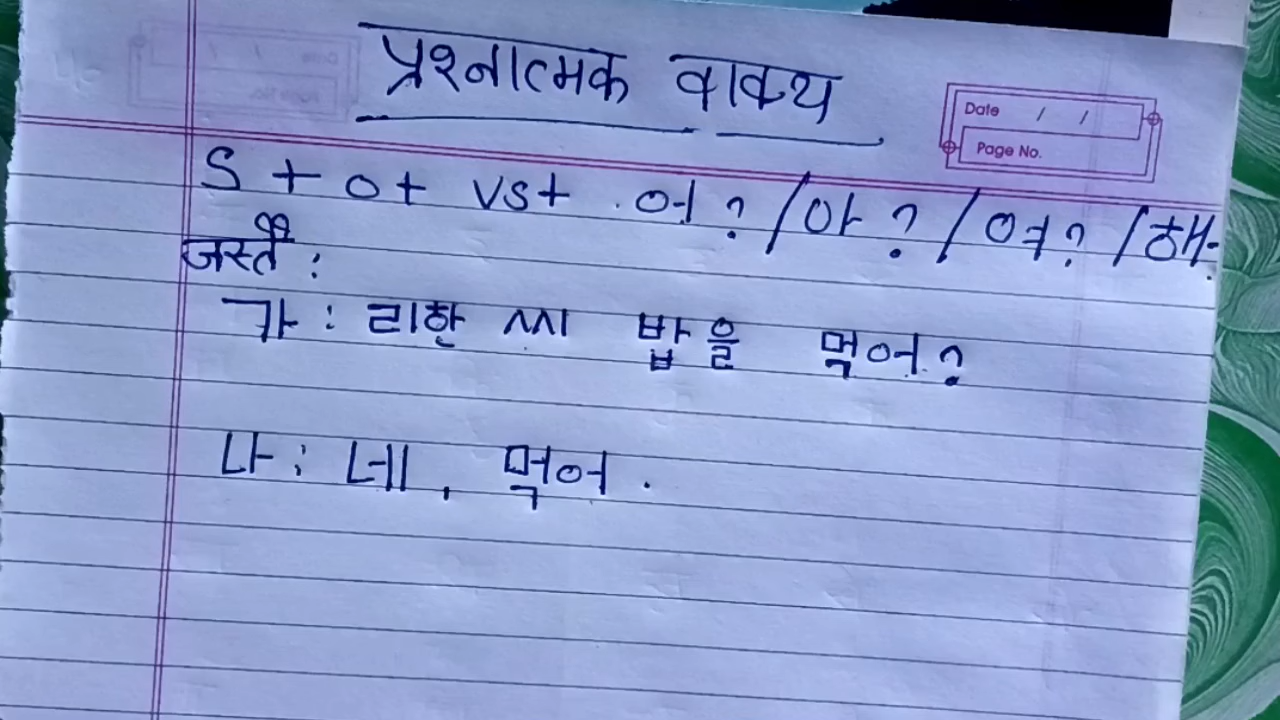 प्रश्नात्मक वाक्य
Date / /
Page No.
S + O + VS + 어? / 아? / 여? / 해.
जस्तै :
가 : 리한 씨 밥을 먹어?
나 : 네, 먹어.